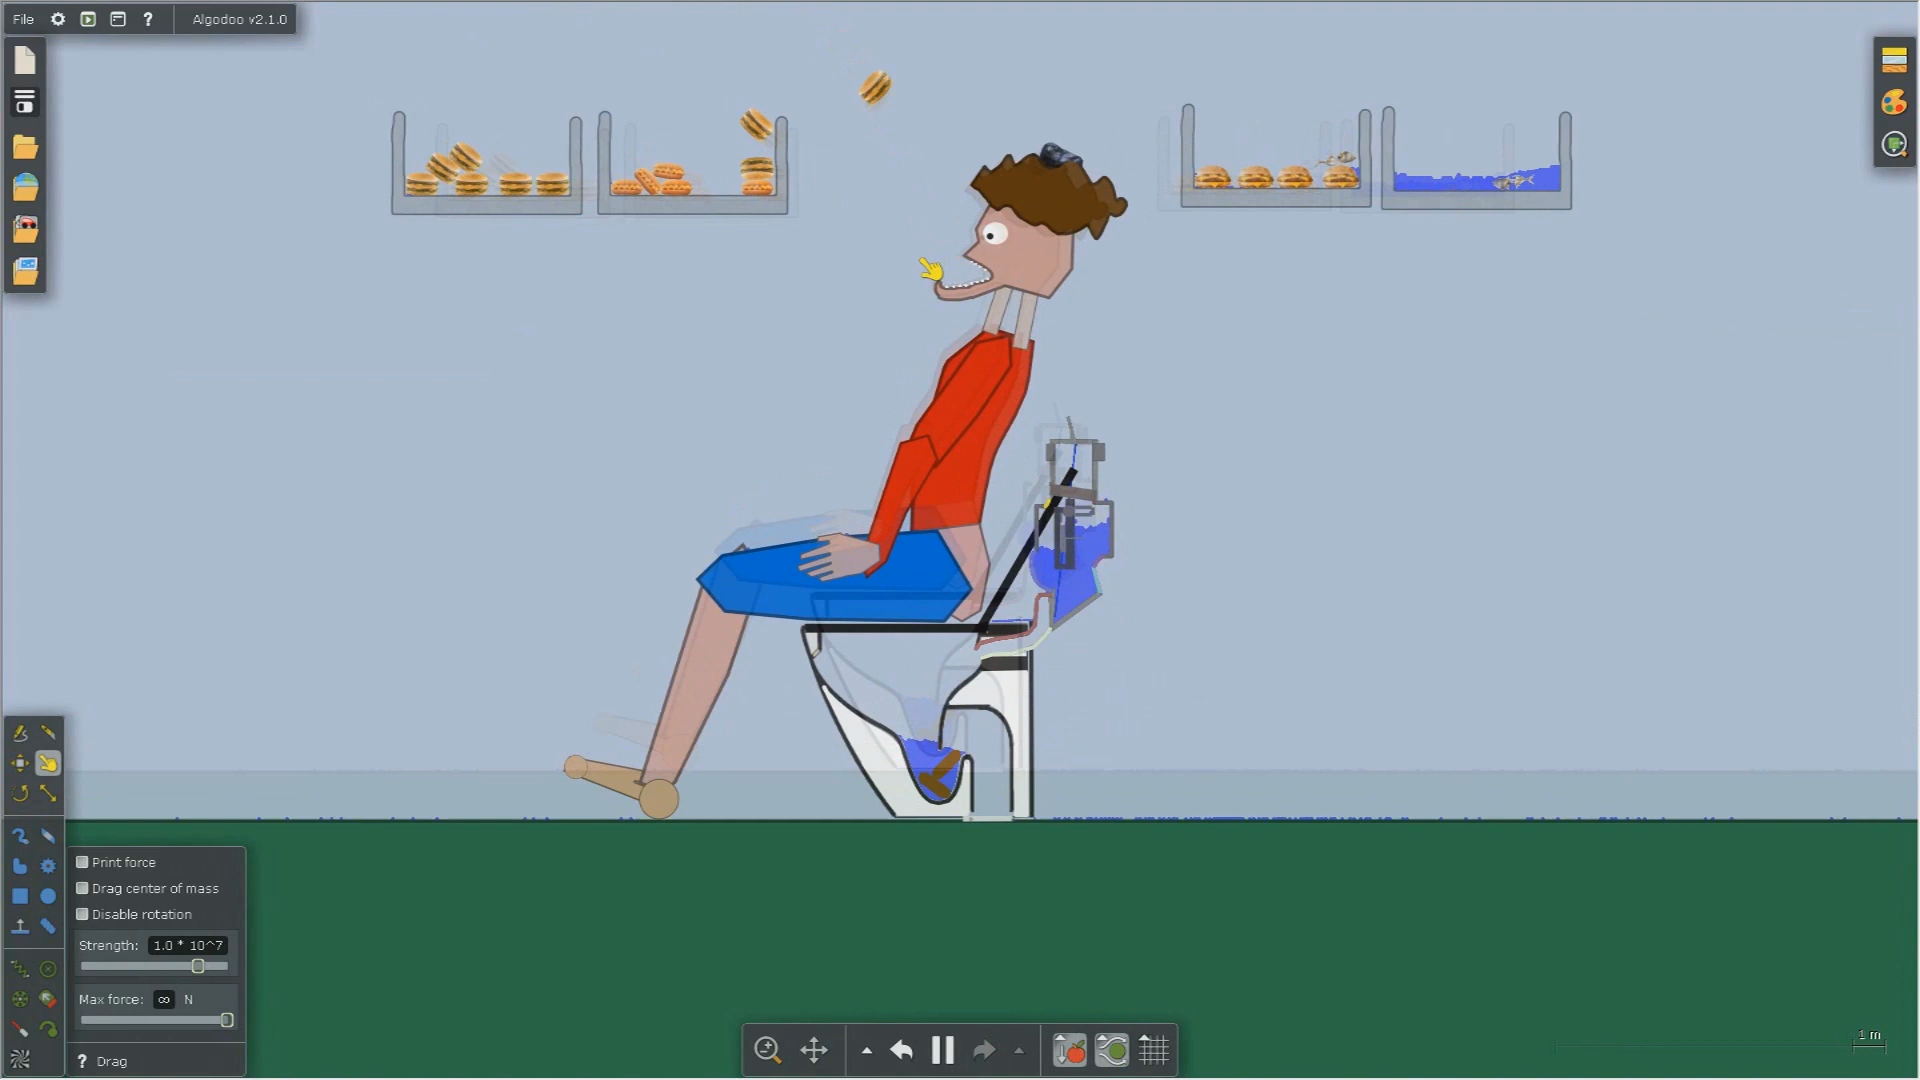 File
?
Algodoo v2.1.0
Print force
Drag center of mass
Disable rotation
Strength: 1.0 * 10^7
Max force: ∞ N
? Drag
1 m